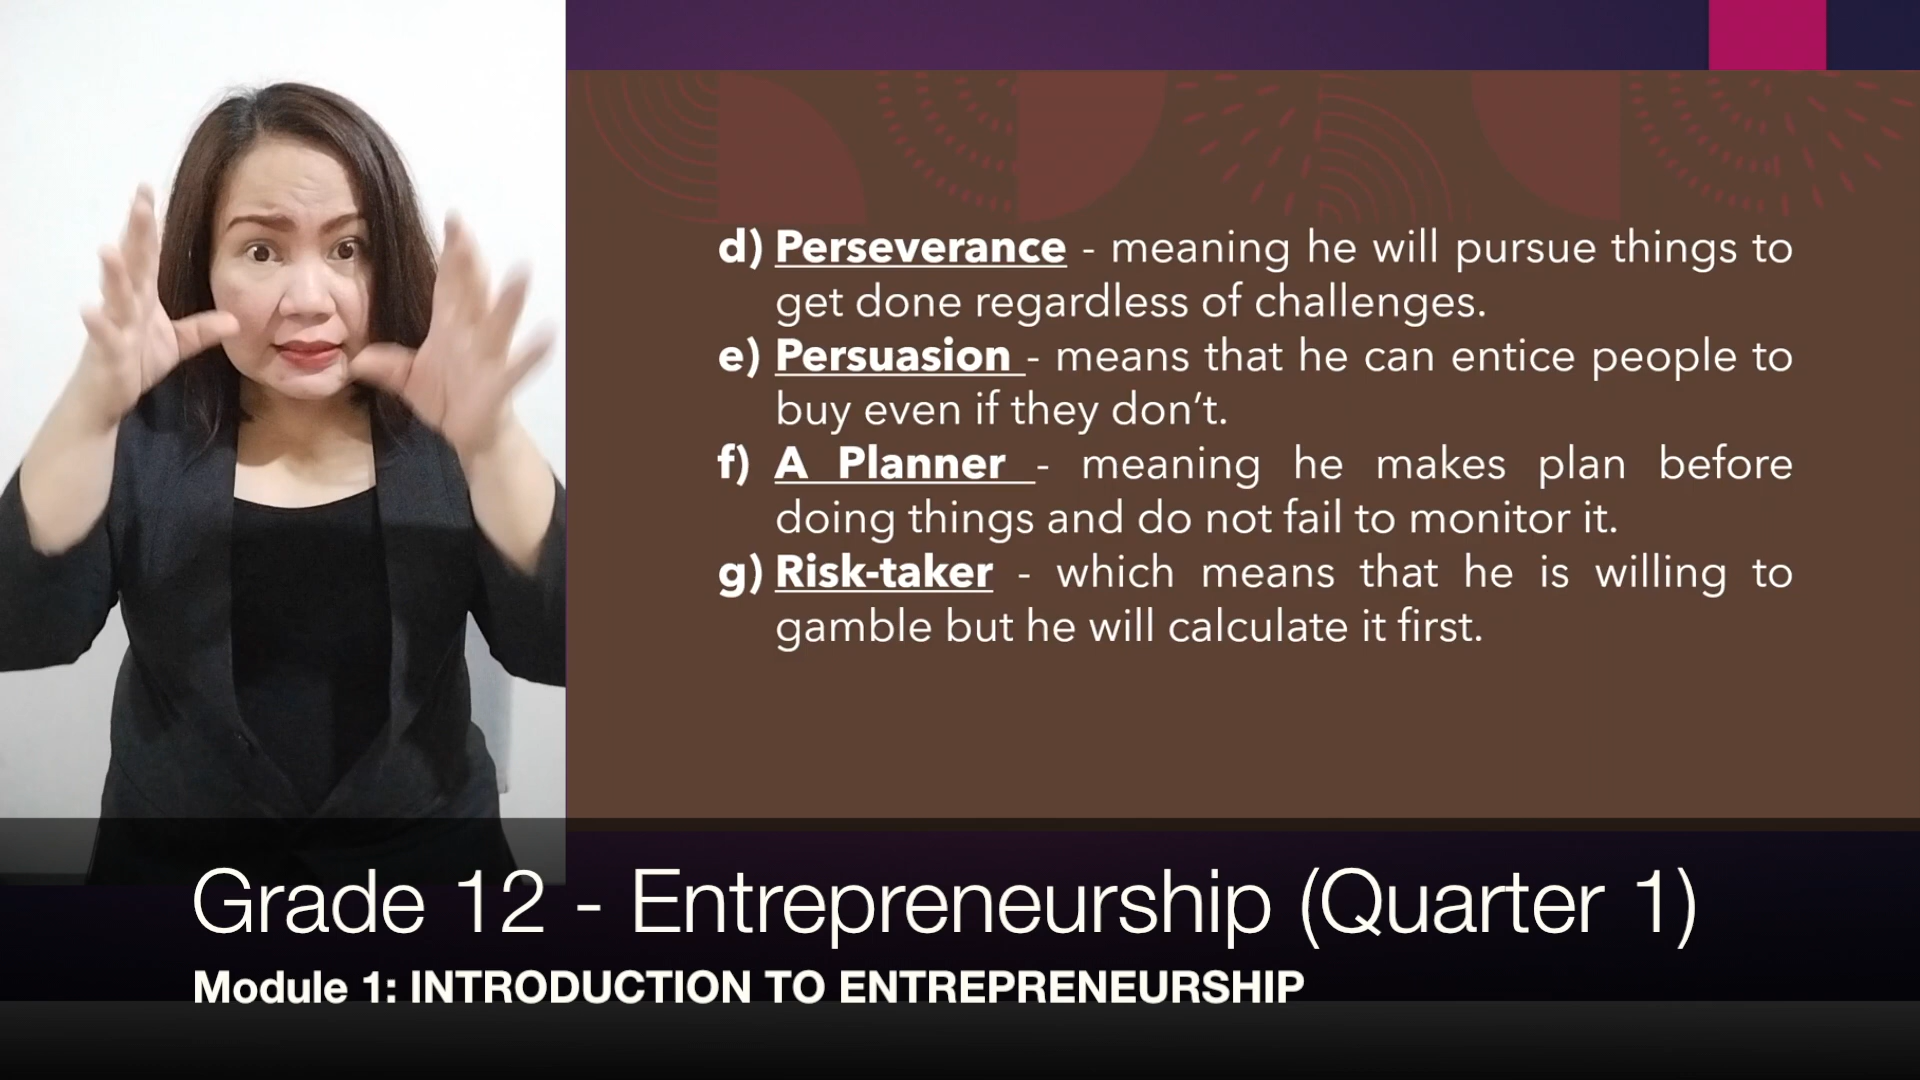 d) Perseverance - meaning he will pursue things to
get done regardless of challenges.
e) Persuasion - means that he can entice people to
buy even if they don't.
f) A Planner - meaning he makes plan before
doing things and do not fail to monitor it.
g) Risk-taker - which means that he is willing to
gamble but he will calculate it first.
Grade 12 - Entrepreneurship (Quarter 1)
Module 1: INTRODUCTION TO ENTREPRENEURSHIP